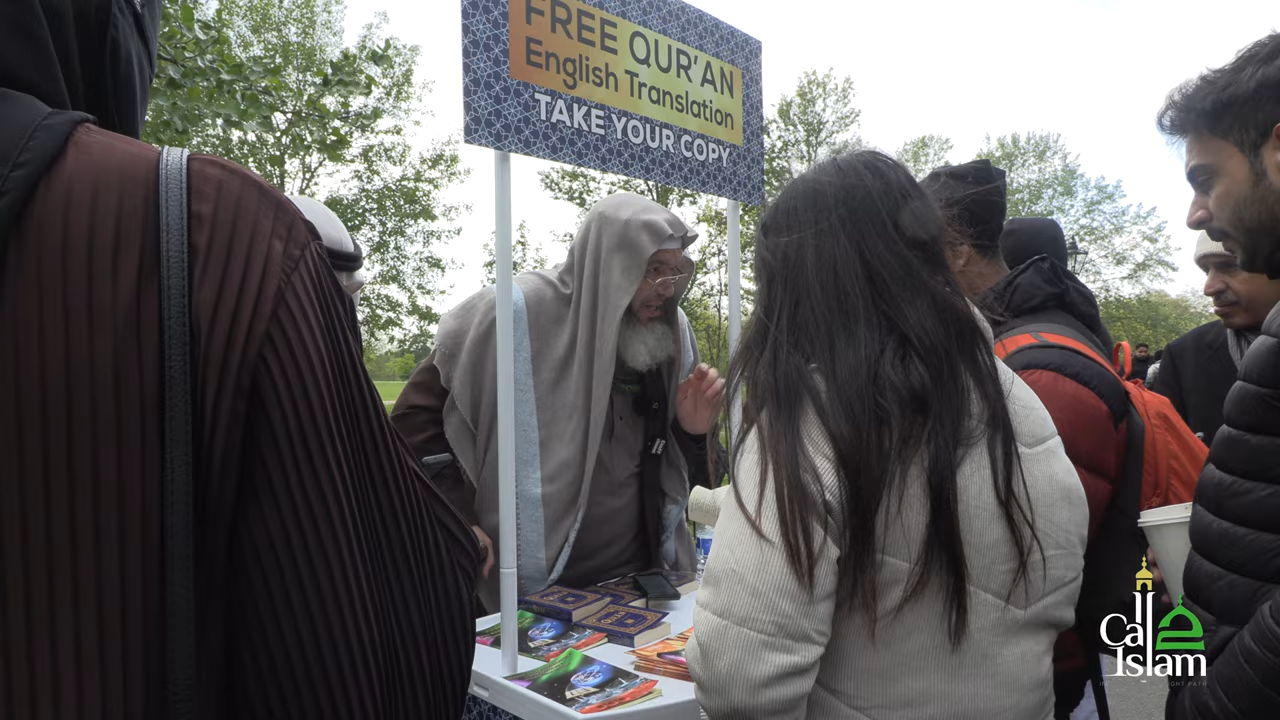 FREE QUR'AN
English Translation
TAKE YOUR COPY
Call
Islam